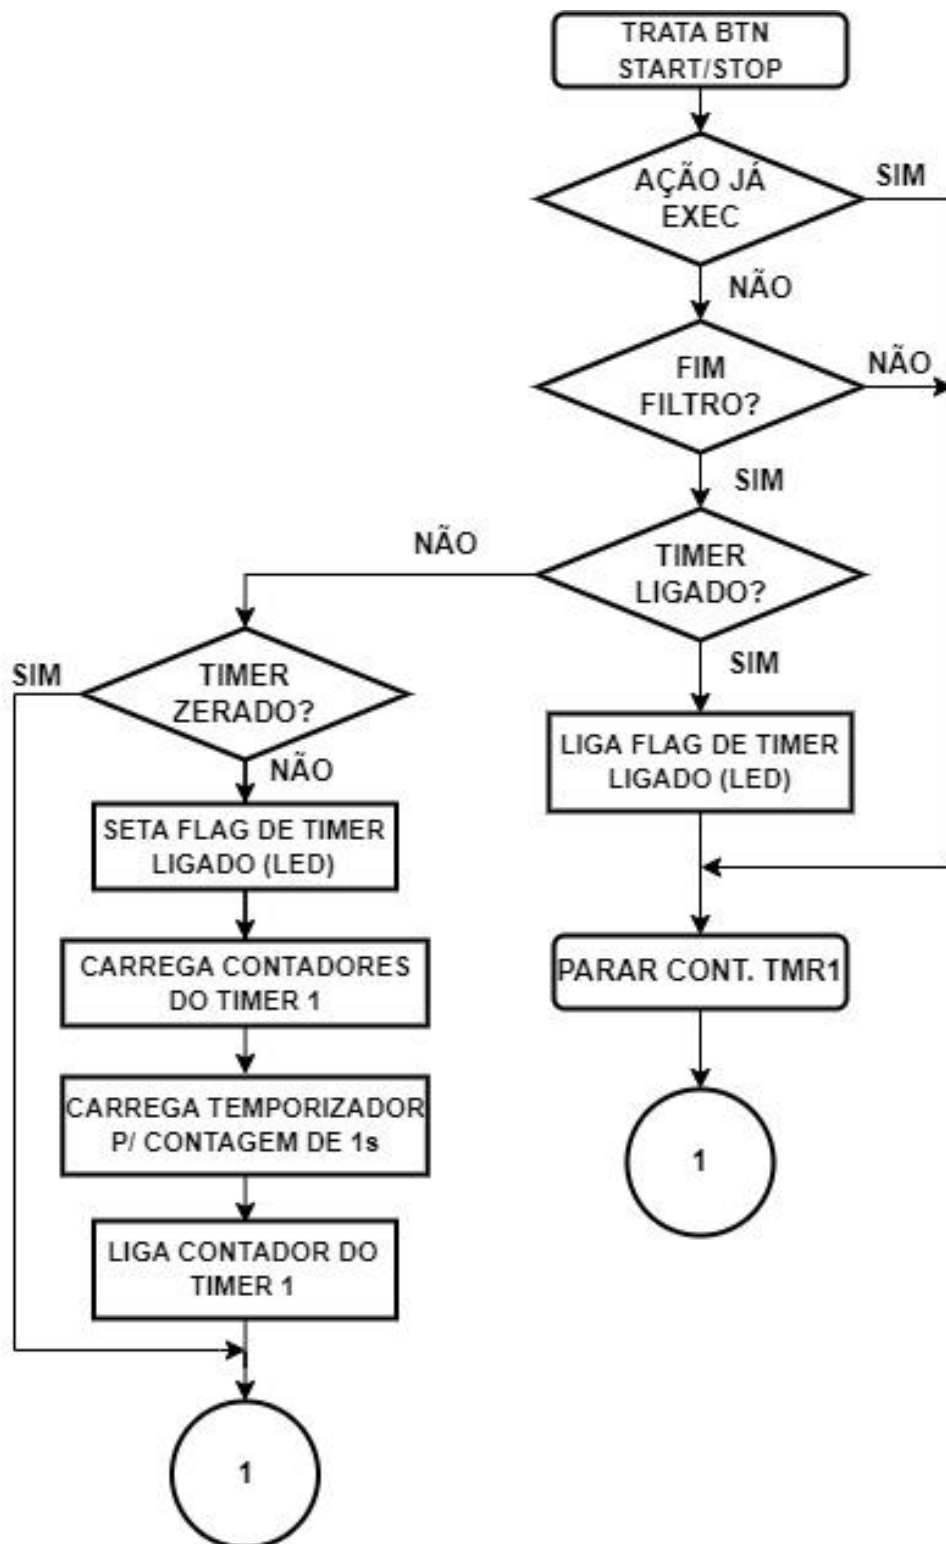 TRATA BTN
START/STOP
AÇÃO JÁ
EXEC
SIM
NÃO
FIM
FILTRO?
NÃO
SIM
TIMER
LIGADO?
NÃO
SIM
TIMER
ZERADO?
SIM
NÃO
LIGA FLAG DE TIMER
LIGADO (LED)
SETA FLAG DE TIMER
LIGADO (LED)
CARREGA CONTADORES
DO TIMER 1
PARAR CONT. TMR1
CARREGA TEMPORIZADOR
P/ CONTAGEM DE 1s
1
LIGA CONTADOR DO
TIMER 1
1